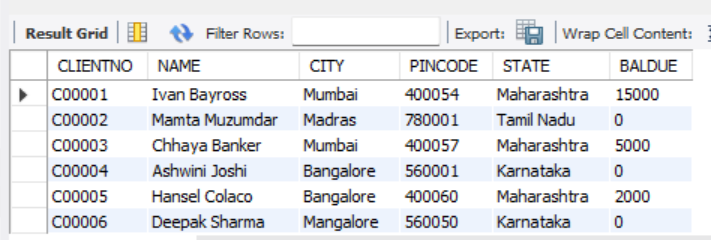 Result Grid Filter Rows: Export: Wrap Cell Content:
CLIENTNO NAME CITY PINCODE STATE BALDUE
C00001 Ivan Bayross Mumbai 400054 Maharashtra 15000
C00002 Mamta Muzumdar Madras 780001 Tamil Nadu 0
C00003 Chhaya Banker Mumbai 400057 Maharashtra 5000
C00004 Ashwini Joshi Bangalore 560001 Karnataka 0
C00005 Hansel Colaco Bangalore 400060 Maharashtra 2000
C00006 Deepak Sharma Mangalore 560050 Karnataka 0